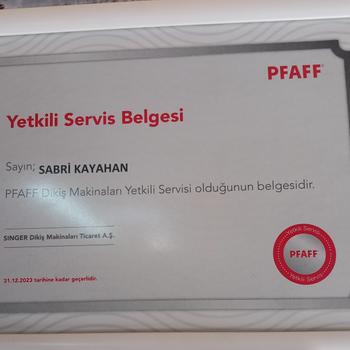 PFAFF
Yetkili Servis Belgesi
Sayın; SABRİ KAYAHAN
PFAFF Dikiş Makinaları Yetkili Servisi olduğunun belgesidir.
SINGER Dikiş Makinaları Ticaret A.Ş.
Yetkili Servis
PFAFF
Yetkili Servis
31.12.2023 tarihine kadar geçerlidir.